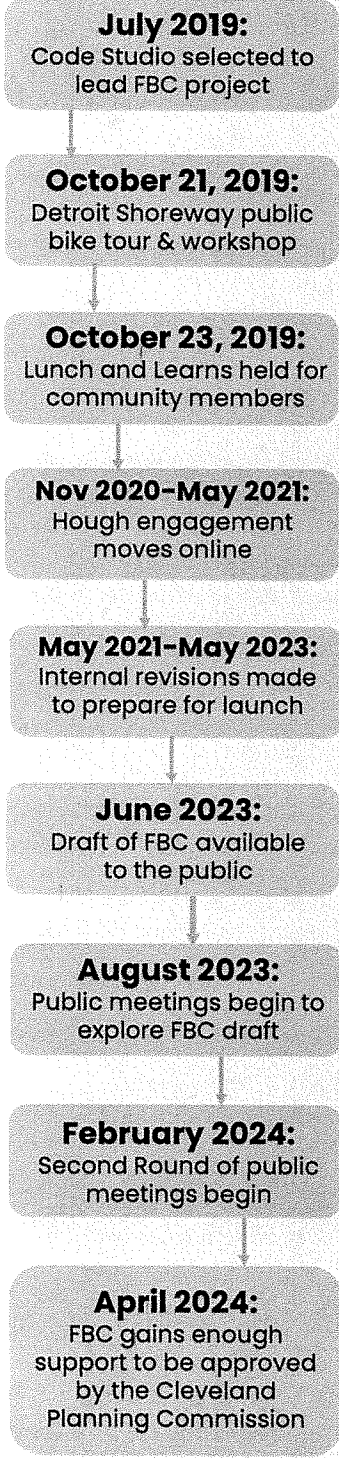 July 2019:
Code Studio selected to
lead FBC project
October 21, 2019:
Detroit Shoreway public
bike tour & workshop
October 23, 2019:
Lunch and Learns held for
community members
Nov 2020-May 2021:
Hough engagement
moves online
May 2021-May 2023:
Internal revisions made
to prepare for launch
June 2023:
Draft of FBC available
to the public
August 2023:
Public meetings begin to
explore FBC draft
February 2024:
Second Round of public
meetings begin
April 2024:
FBC gains enough
support to be approved
by the Cleveland
Planning Commission